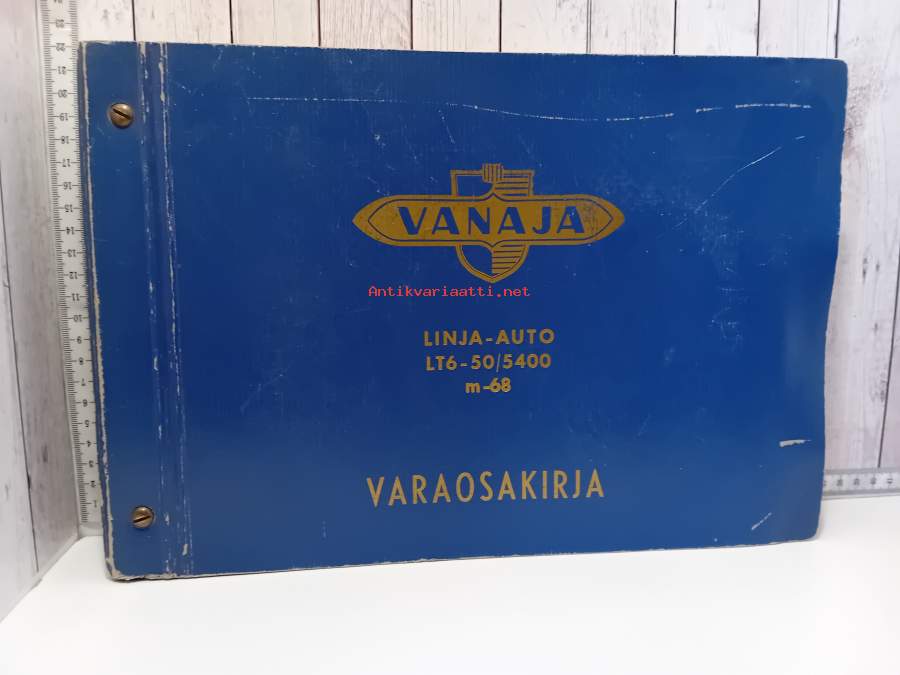 VANAJA
Antikvariaatti.net
LINJA-AUTO
LT6-50/5400
m-68
VARAOSAKIRJA